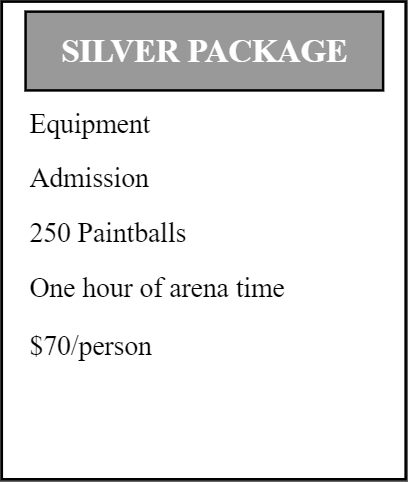 SILVER PACKAGE
Equipment
Admission
250 Paintballs
One hour of arena time
$70/person